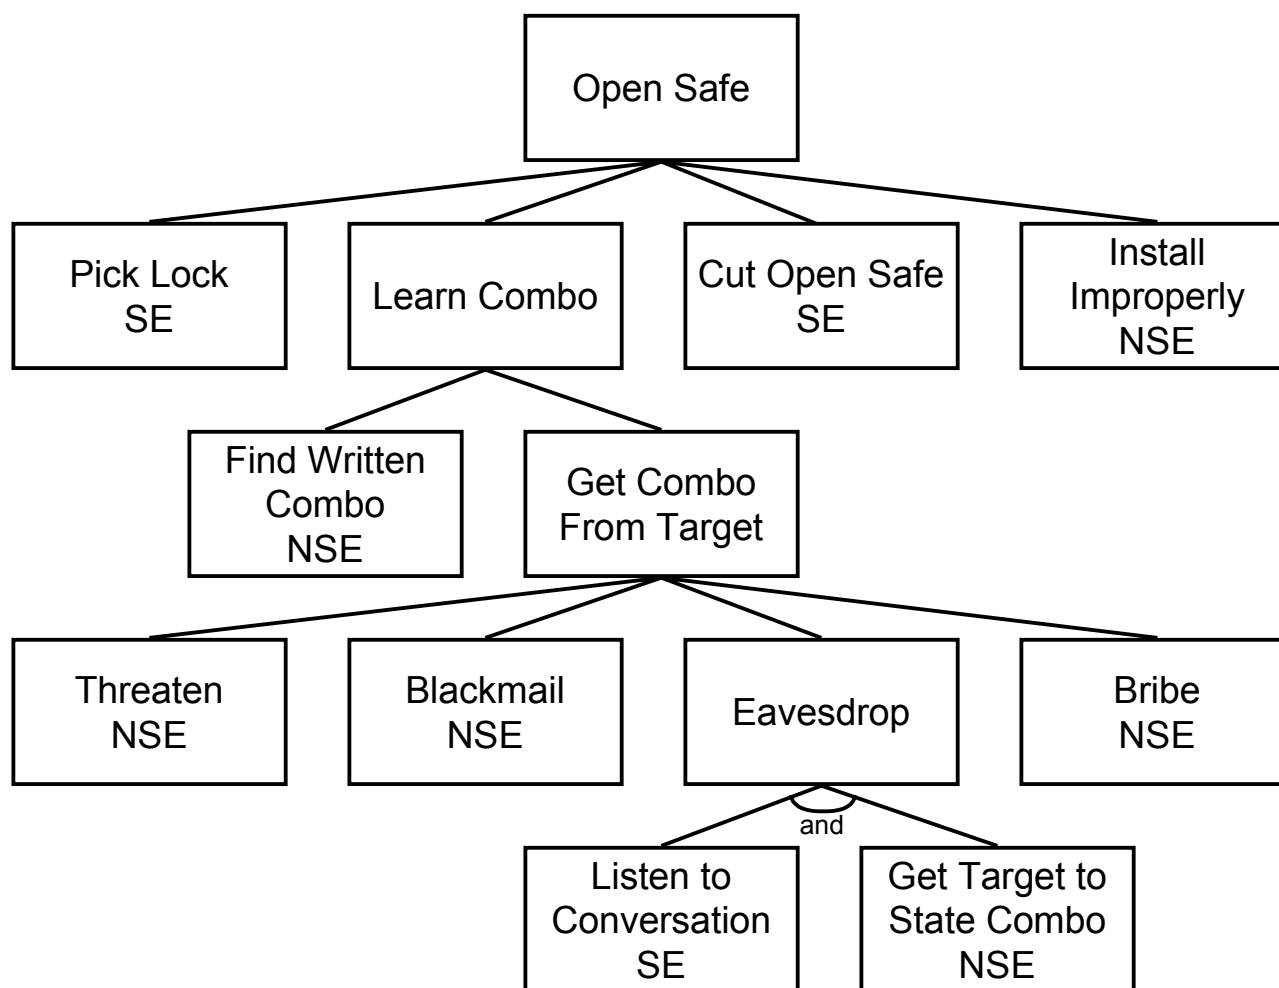 Open Safe
Pick Lock
SE
Learn Combo
Cut Open Safe
SE
Install
Improperly
NSE
Find Written
Combo
NSE
Get Combo
From Target
Threaten
NSE
Blackmail
NSE
Eavesdrop
Bribe
NSE
and
Listen to
Conversation
SE
Get Target to
State Combo
NSE